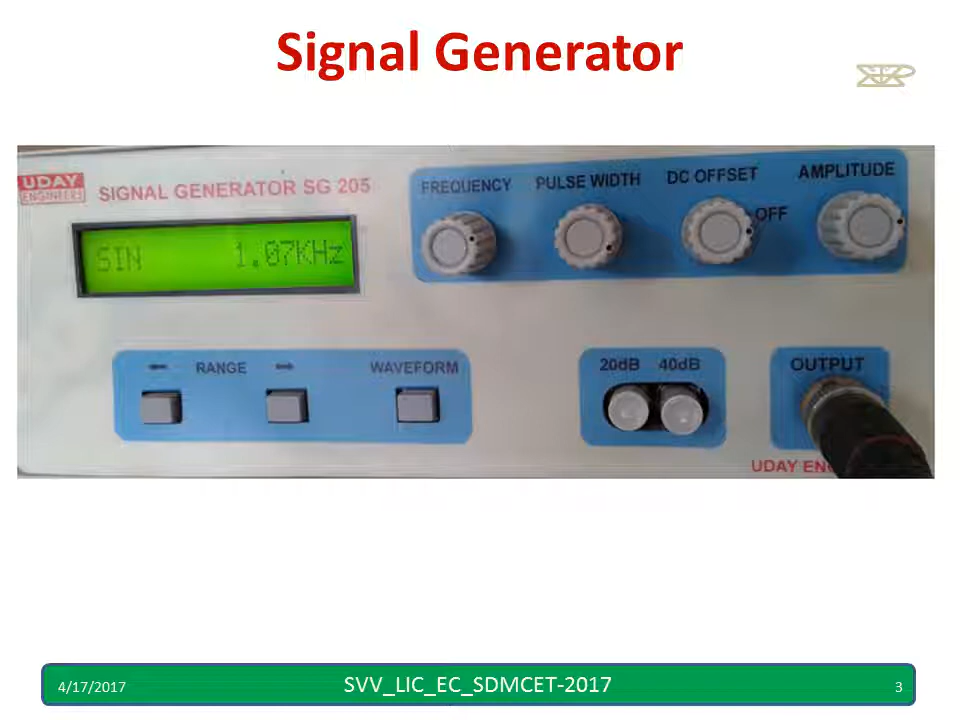 Signal Generator
UDAY
ENGINEERS
SIGNAL GENERATOR SG 205
SIN 1.07KHz
FREQUENCY
PULSE WIDTH
DC OFFSET
OFF
AMPLITUDE
RANGE
WAVEFORM
20dB 40dB
OUTPUT
UDAY
4/17/2017
SVV_LIC_EC_SDMCET-2017
3